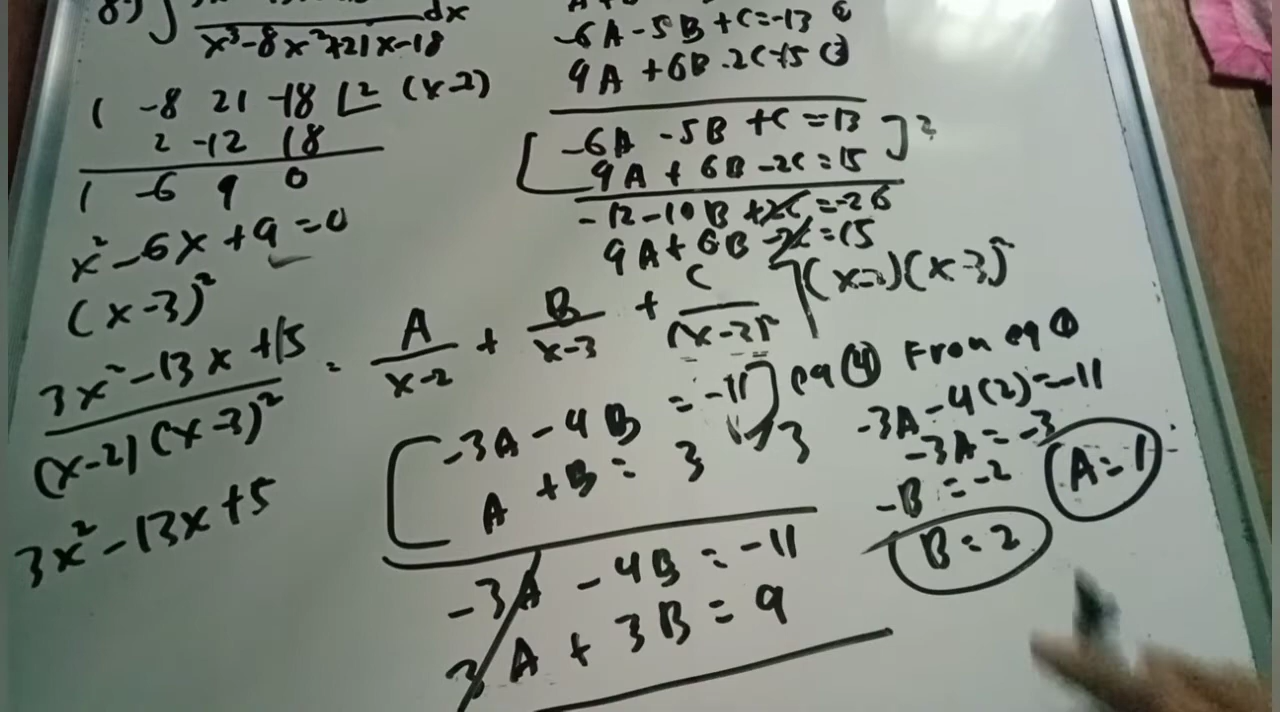 8) ∫ dx
x³-8x²+21x-18
1 -8 21 -18 ⌊2 (x-2)
2 -12 18
1 -6 9 0
x²-6x+9=0
(x-3)²
3x²-13x+15
(x-2)(x-3)²
= A/x-2 + B/x-3 + C/(x-3)² ](x-2)(x-3)²
3x²-13x+5
-6A-5B+C=-13
9A+6B-2C=15 ③
[-6A-5B+C=13]2
9A+6B-2C=15
-12-10B+2C=-26
9A+6B-2C=15
-3A-4B=-11 eq④
A+B=3 3
-3A-4B=-11
3A+3B=9
From eq①
-3A-4(2)=-11
-3A=-3
A=1
-B=-2
B=2